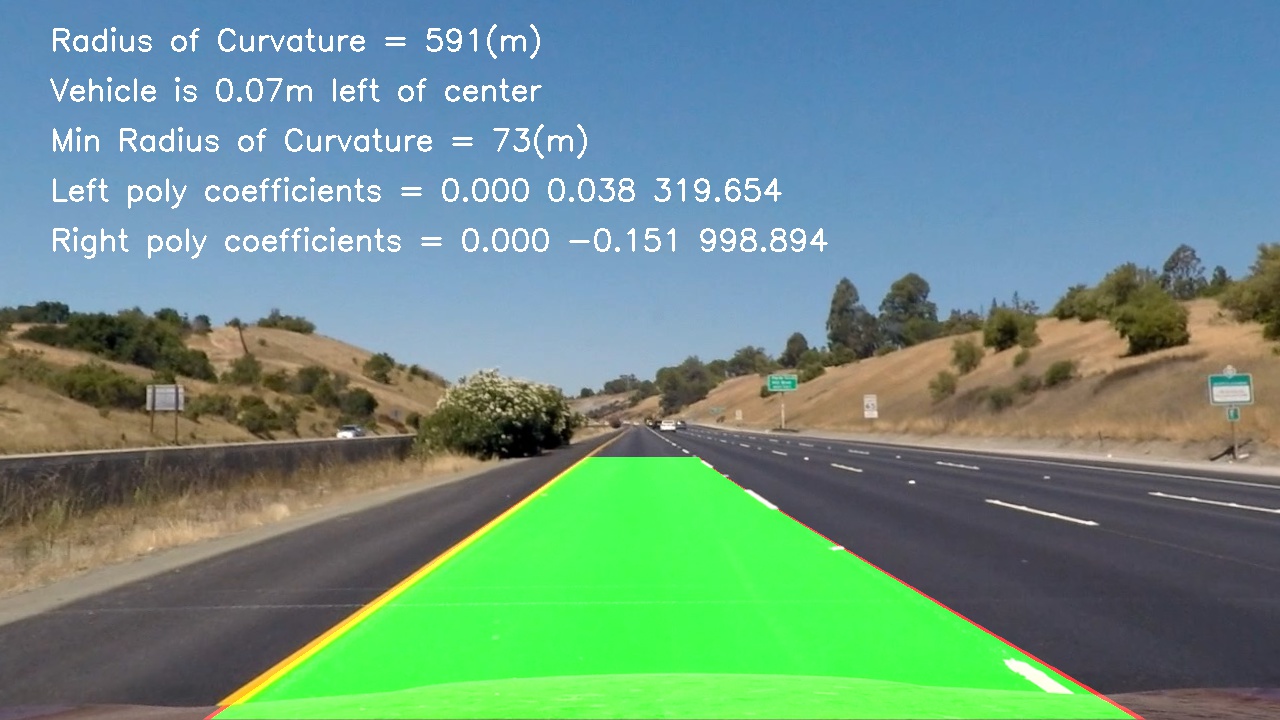 Radius of Curvature = 591(m)
Vehicle is 0.07m left of center
Min Radius of Curvature = 73(m)
Left poly coefficients = 0.000 0.038 319.654
Right poly coefficients = 0.000 −0.151 998.894